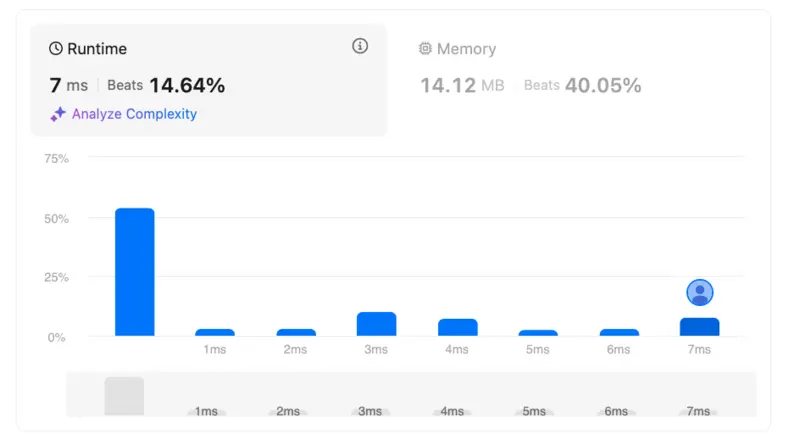 Runtime
7 ms Beats 14.64%
Analyze Complexity
Memory
14.12 MB Beats 40.05%
75%
50%
25%
0%
1ms 2ms 3ms 4ms 5ms 6ms 7ms
1ms 2ms 3ms 4ms 5ms 6ms 7ms